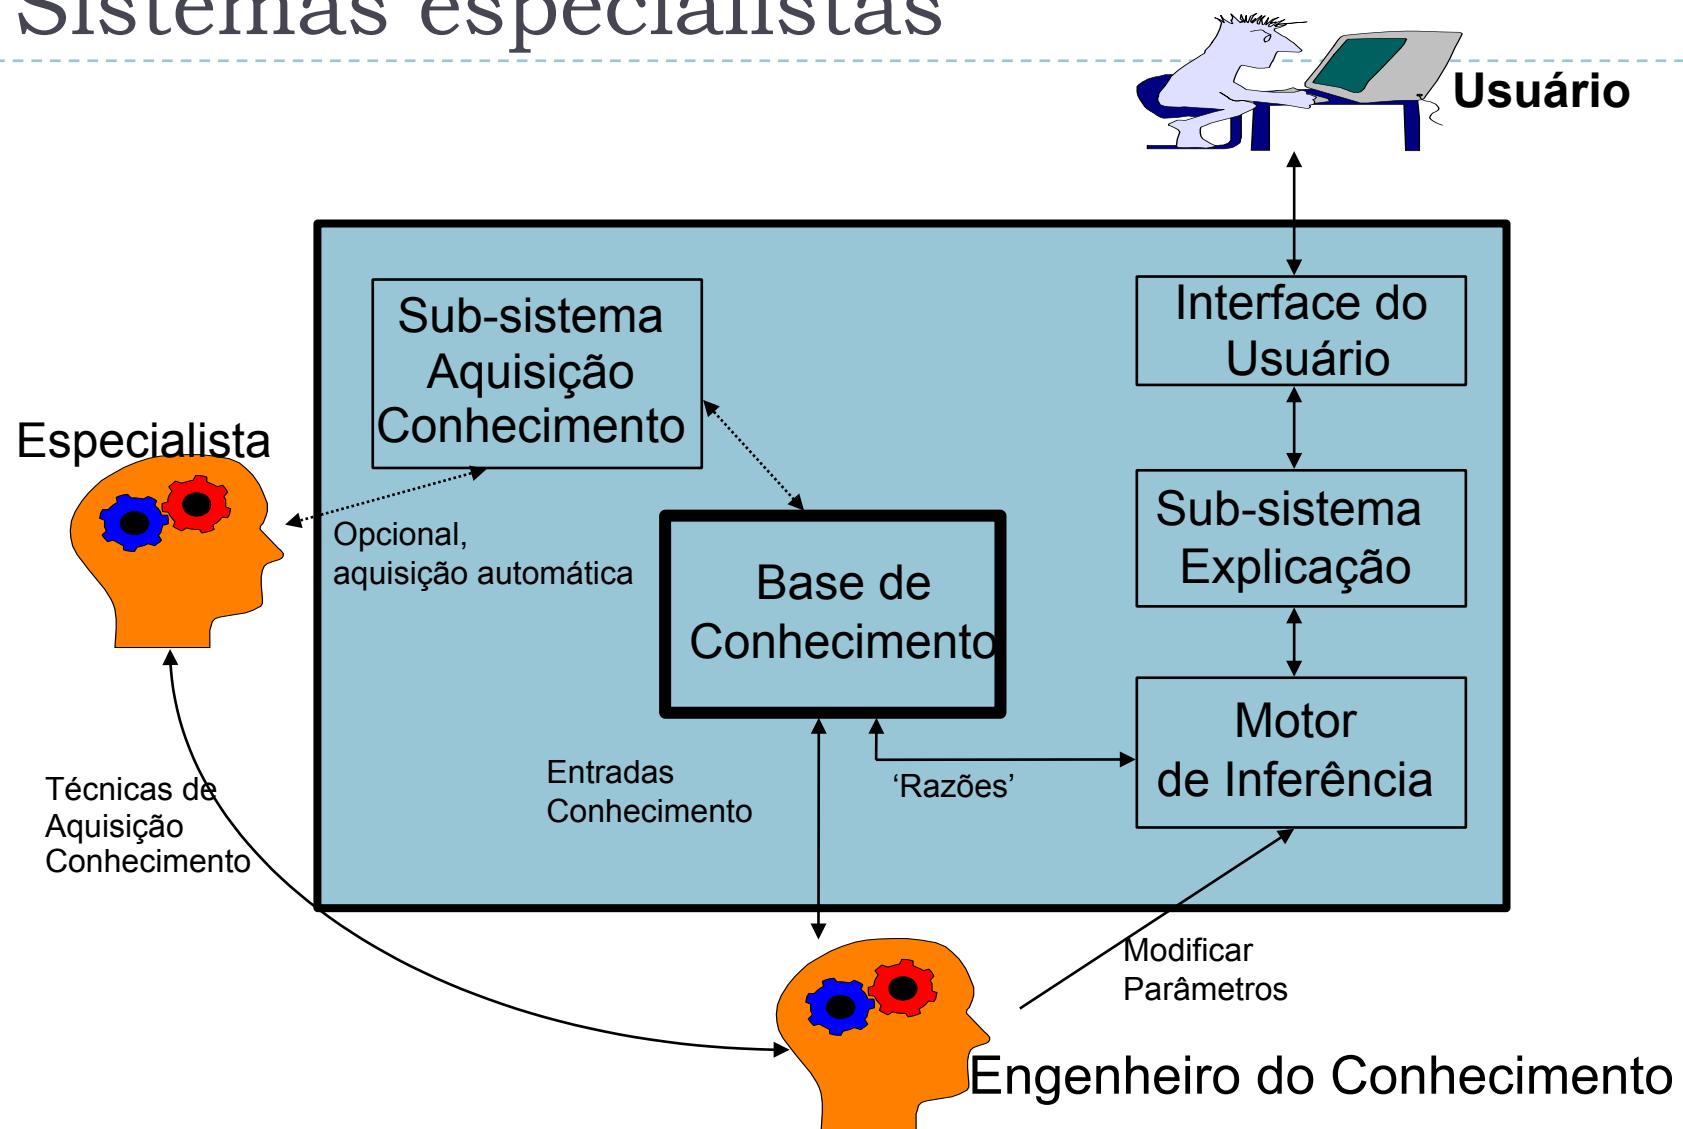 Sistemas especialistas
Usuário
Interface do
Usuário
Sub-sistema
Aquisição
Conhecimento
Especialista
Opcional,
aquisição automática
Sub-sistema
Explicação
Base de
Conhecimento
Motor
de Inferência
Entradas
Conhecimento
‘Razões’
Técnicas de
Aquisição
Conhecimento
Modificar
Parâmetros
Engenheiro do Conhecimento